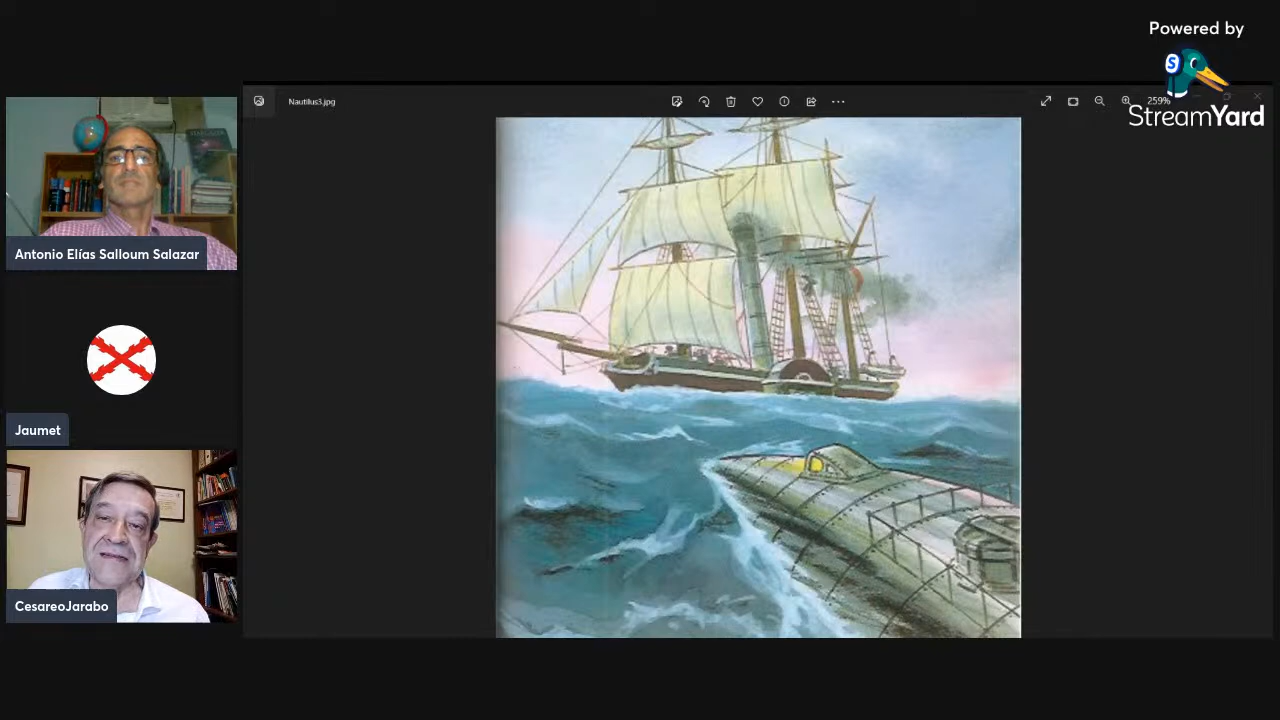 Powered by
StreamYard
Nautilus3.jpg
259%
Antonio Elías Salloum Salazar
Jaumet
CesareoJarabo